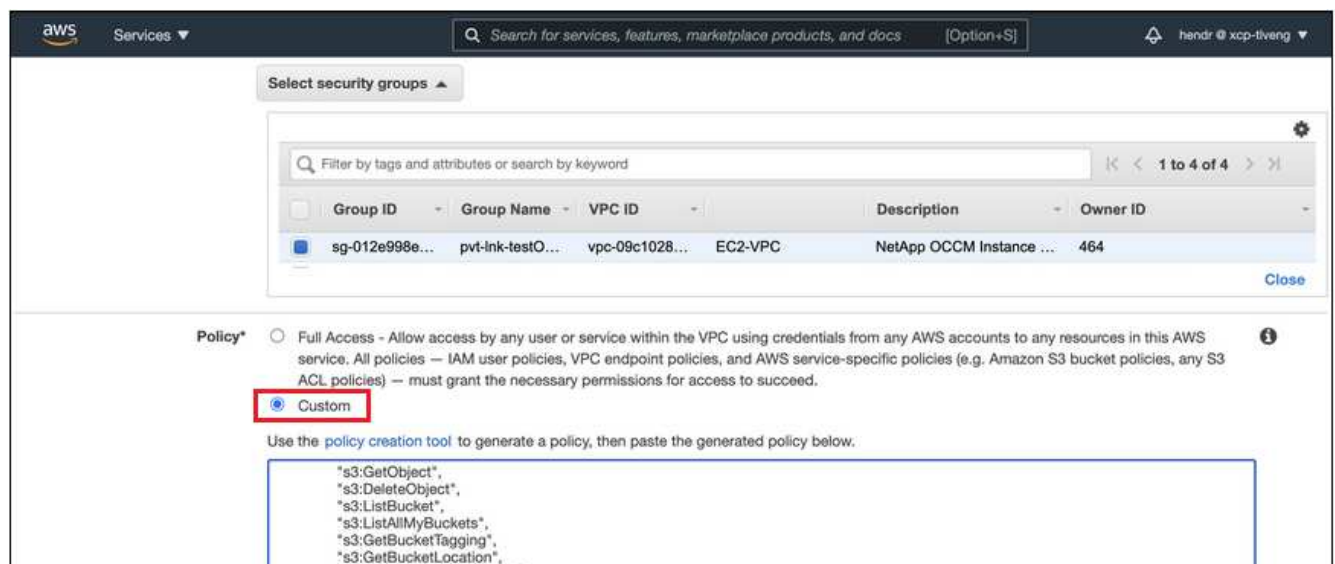 aws Services ▼ Search for services, features, marketplace products, and docs [Option+S] hendr @ xcp-tlveng ▼
Select security groups ▲
Filter by tags and attributes or search by keyword |< < 1 to 4 of 4 > >|
Group ID Group Name VPC ID Description Owner ID
sg-012e998e... pvt-lnk-testO... vpc-09c1028... EC2-VPC NetApp OCCM Instance ... 464
Close
Policy* Full Access - Allow access by any user or service within the VPC using credentials from any AWS accounts to any resources in this AWS
service. All policies — IAM user policies, VPC endpoint policies, and AWS service-specific policies (e.g. Amazon S3 bucket policies, any S3
ACL policies) — must grant the necessary permissions for access to succeed.
Custom
Use the policy creation tool to generate a policy, then paste the generated policy below.
"s3:GetObject",
"s3:DeleteObject",
"s3:ListBucket",
"s3:ListAllMyBuckets",
"s3:GetBucketTagging",
"s3:GetBucketLocation",